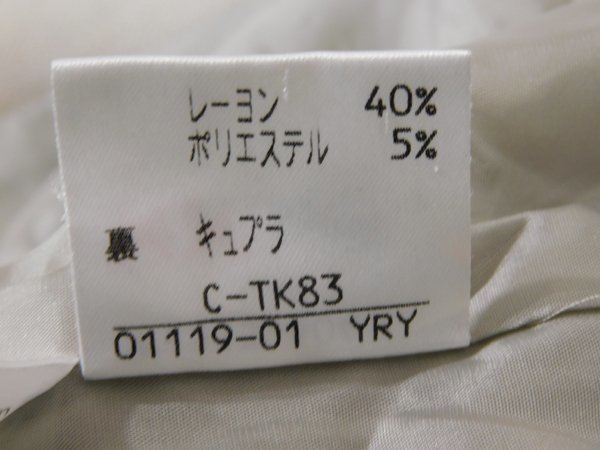 レーヨン 40%
ポリエステル 5%
裏 キュプラ
C-TK83
01119-01 YRY